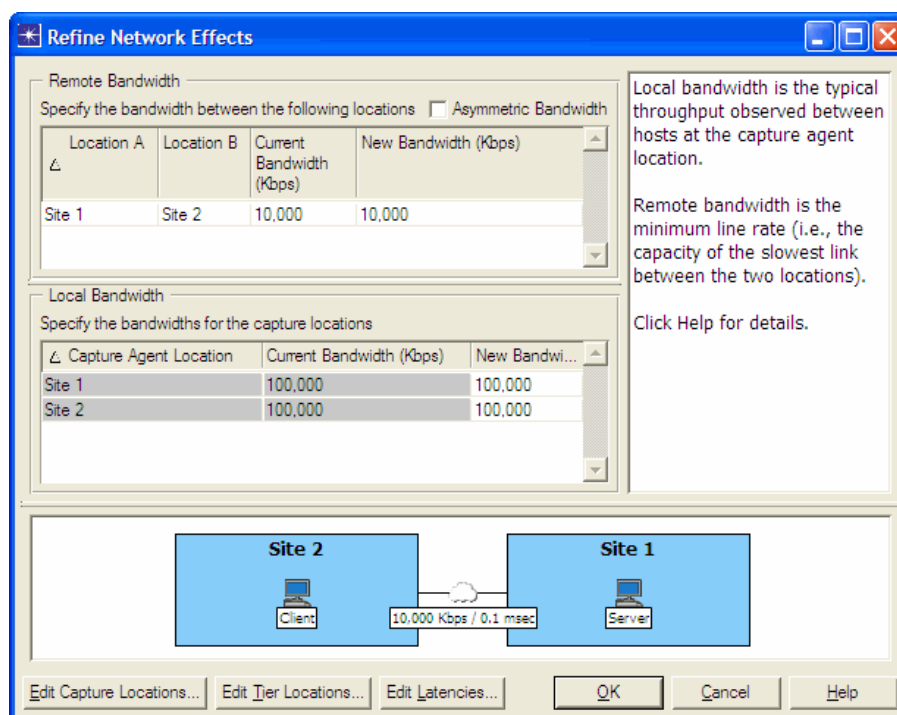 Refine Network Effects
Remote Bandwidth
Specify the bandwidth between the following locations Asymmetric Bandwidth
Location A Location B Current Bandwidth (Kbps) New Bandwidth (Kbps)
Site 1 Site 2 10,000 10,000
Local Bandwidth
Specify the bandwidths for the capture locations
Capture Agent Location Current Bandwidth (Kbps) New Bandwi...
Site 1 100,000 100,000
Site 2 100,000 100,000
Local bandwidth is the typical
throughput observed between
hosts at the capture agent
location.
Remote bandwidth is the
minimum line rate (i.e., the
capacity of the slowest link
between the two locations).
Click Help for details.
Site 2 Site 1
Client 10,000 Kbps / 0.1 msec Server
Edit Capture Locations... Edit Tier Locations... Edit Latencies... OK Cancel Help